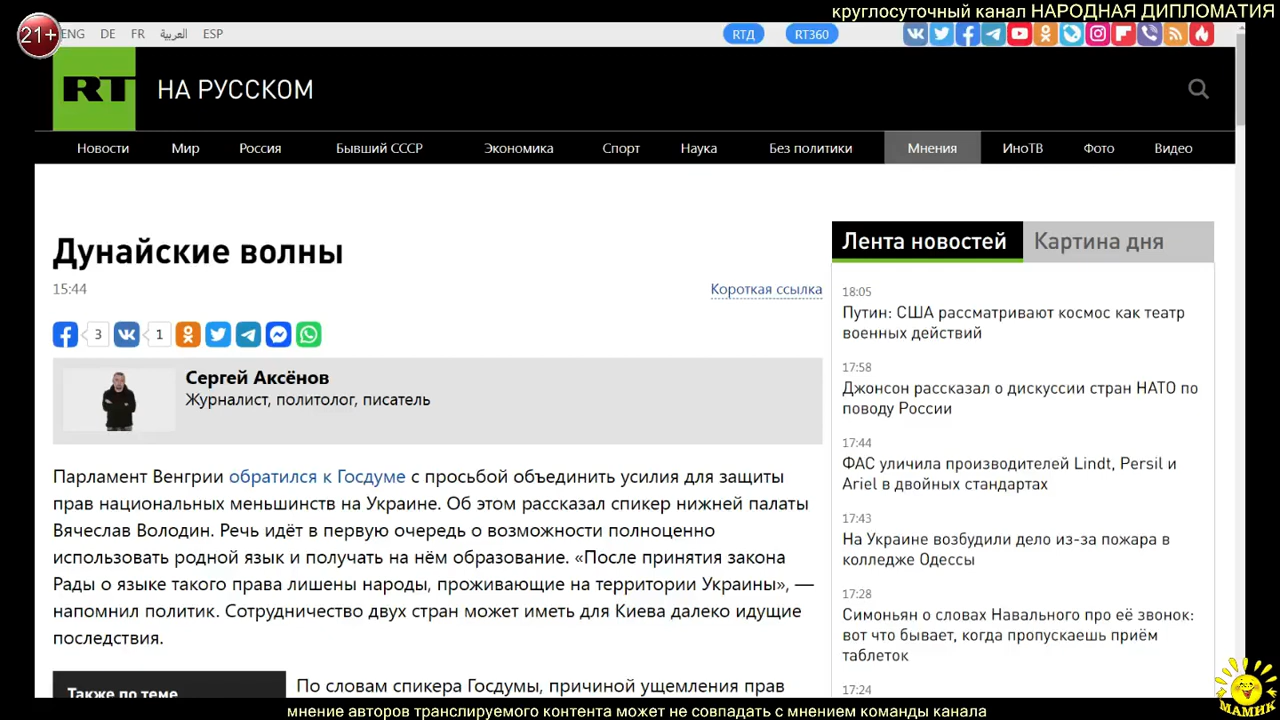 круглосуточный канал НАРОДНАЯ ДИПЛОМАТИЯ
21+
ENG DE FR العربية ESP
РТД RT360
RT НА РУССКОМ
Новости Мир Россия Бывший СССР Экономика Спорт Наука Без политики Мнения ИноТВ Фото Видео
Дунайские волны
15:44
Короткая ссылка
3 1
Сергей Аксёнов
Журналист, политолог, писатель
Парламент Венгрии обратился к Госдуме с просьбой объединить усилия для защиты
прав национальных меньшинств на Украине. Об этом рассказал спикер нижней палаты
Вячеслав Володин. Речь идёт в первую очередь о возможности полноценно
использовать родной язык и получать на нём образование. «После принятия закона
Рады о языке такого права лишены народы, проживающие на территории Украины», —
напомнил политик. Сотрудничество двух стран может иметь для Киева далеко идущие
последствия.
Также по теме
По словам спикера Госдумы, причиной ущемления прав
Лента новостей Картина дня
18:05
Путин: США рассматривают космос как театр
военных действий
17:58
Джонсон рассказал о дискуссии стран НАТО по
поводу России
17:44
ФАС уличила производителей Lindt, Persil и
Ariel в двойных стандартах
17:43
На Украине возбудили дело из-за пожара в
колледже Одессы
17:28
Симоньян о словах Навального про её звонок:
вот что бывает, когда пропускаешь приём
таблеток
17:24
МАМИК
мнение авторов транслируемого контента может не совпадать с мнением команды канала